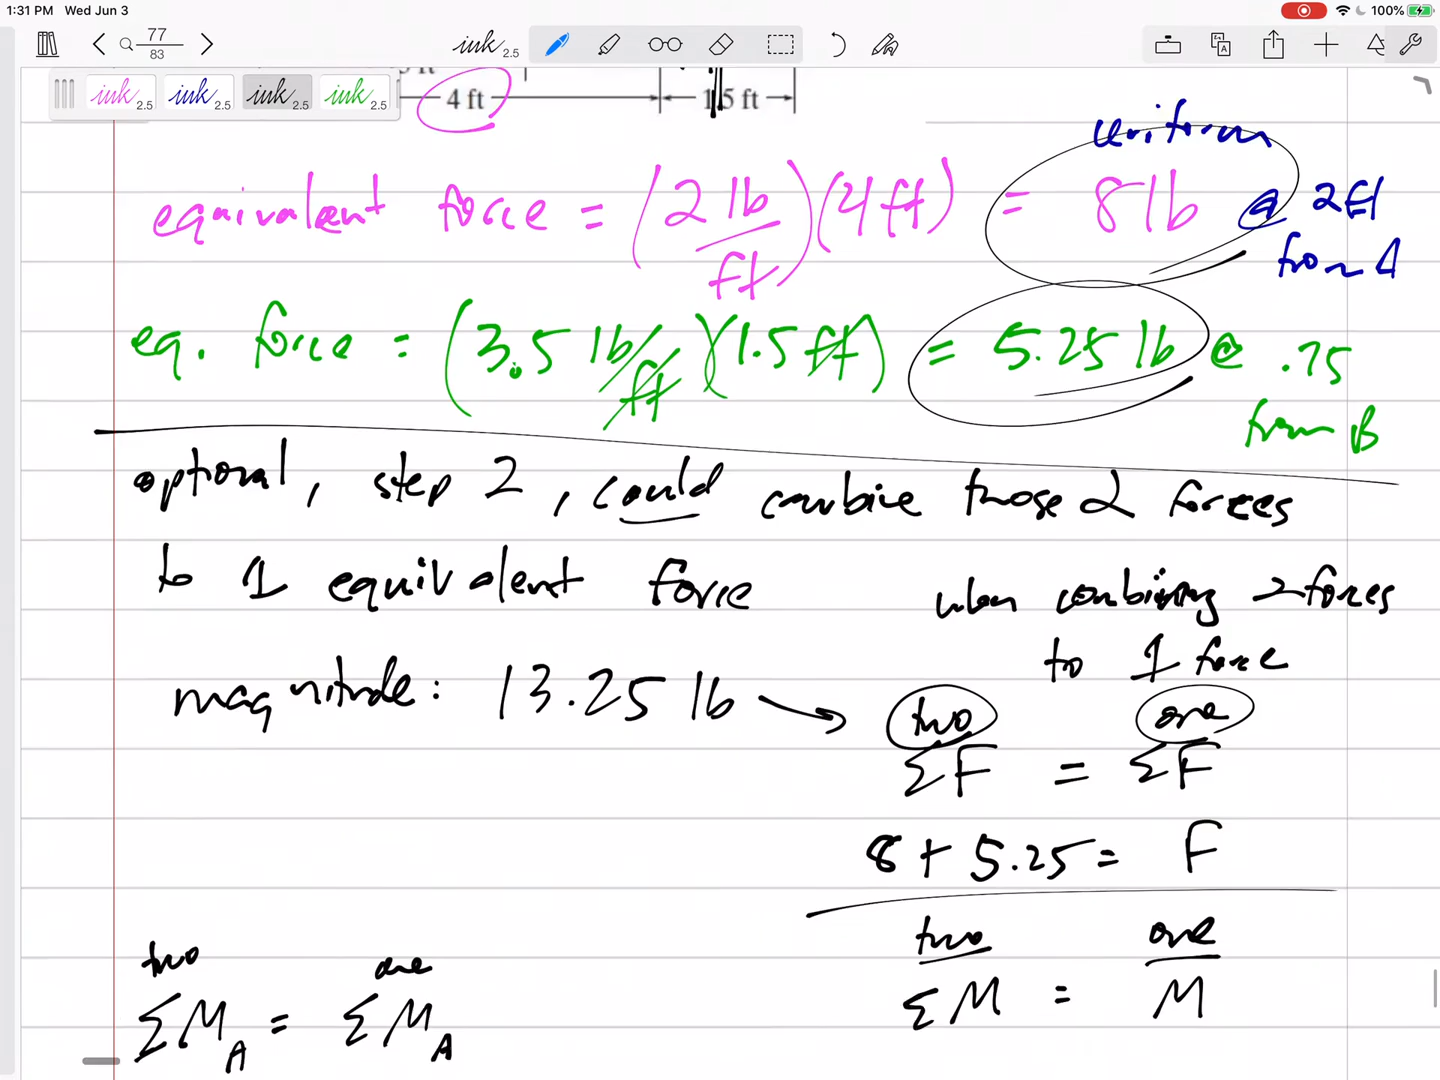 1:31 PM Wed Jun 3 100%
77
83
ink 2.5
ink 2.5 ink 2.5 ink 2.5 ink 2.5
4 ft 1.5 ft
uniform
equivalent force = (2 lb/ft)(4 ft) = 8 lb @ 2ft
from A
eq. force = (3.5 lb/ft)(1.5 ft) = 5.25 lb @ .75
from B
optional, step 2, could combine those 2 forces
to 1 equivalent force
when combining 2 forces
to 1 force
magnitude: 13.25 lb →
two one
ΣF = ΣF
8 + 5.25 = F
two one
ΣM = M
two one
ΣM_A = ΣM_A